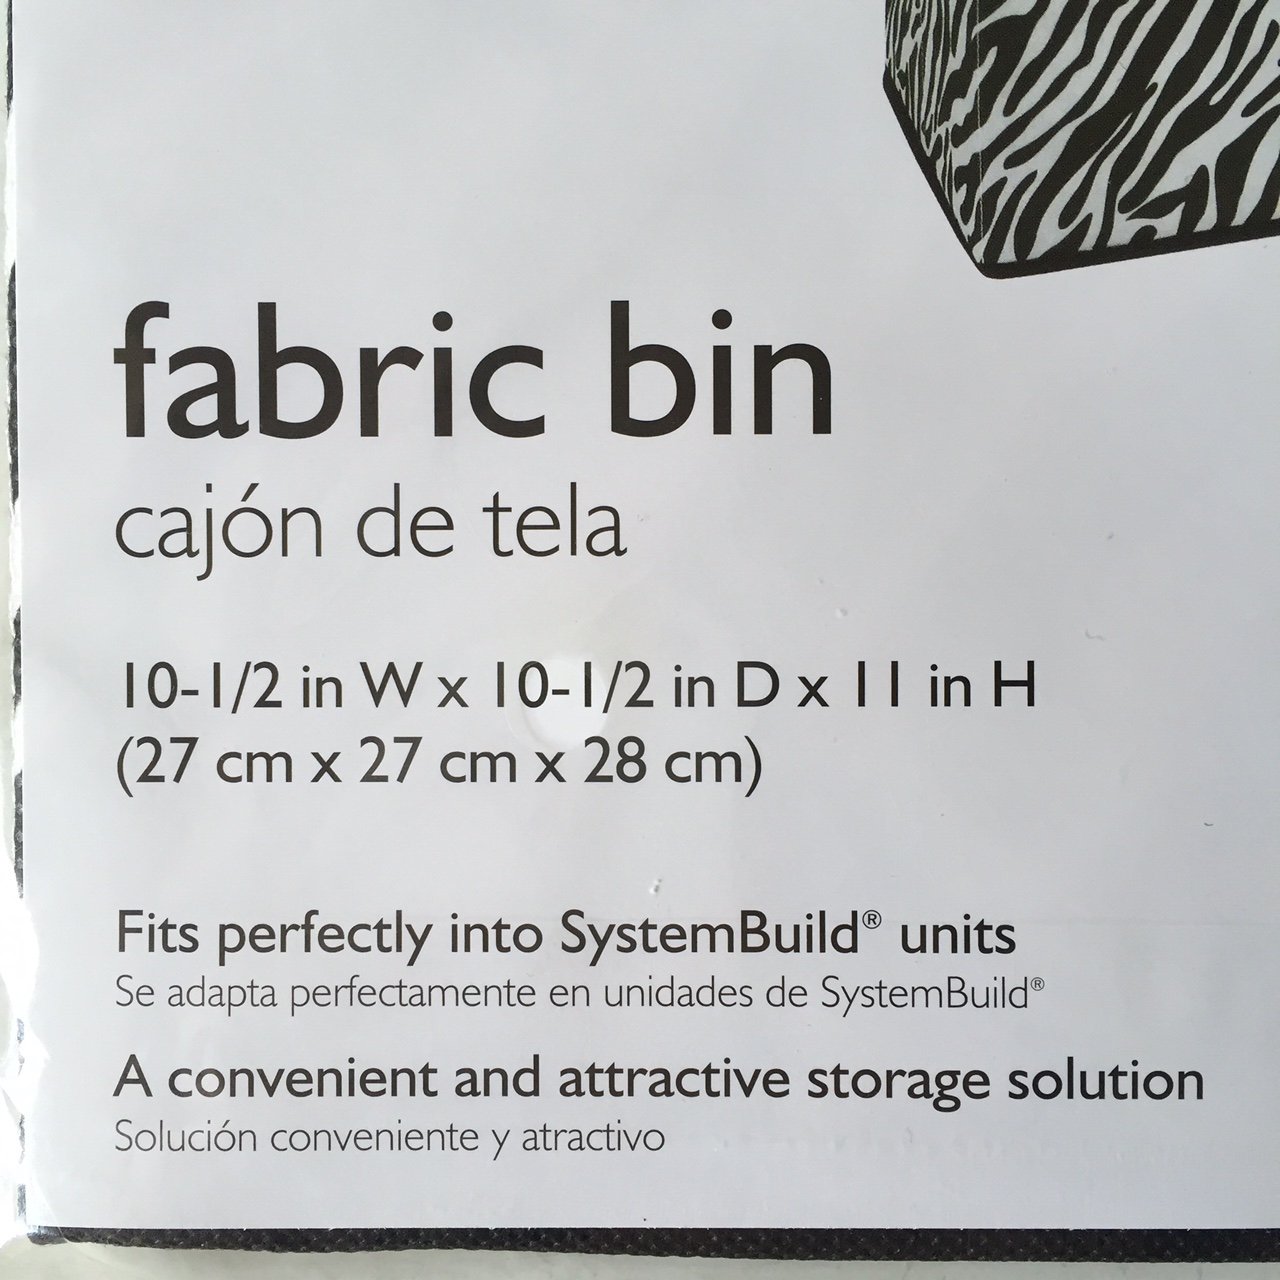 fabric bin
cajón de tela
10-1/2 in W x 10-1/2 in D x 11 in H
(27 cm x 27 cm x 28 cm)
Fits perfectly into SystemBuild® units
Se adapta perfectamente en unidades de SystemBuild®
A convenient and attractive storage solution
Solución conveniente y atractivo